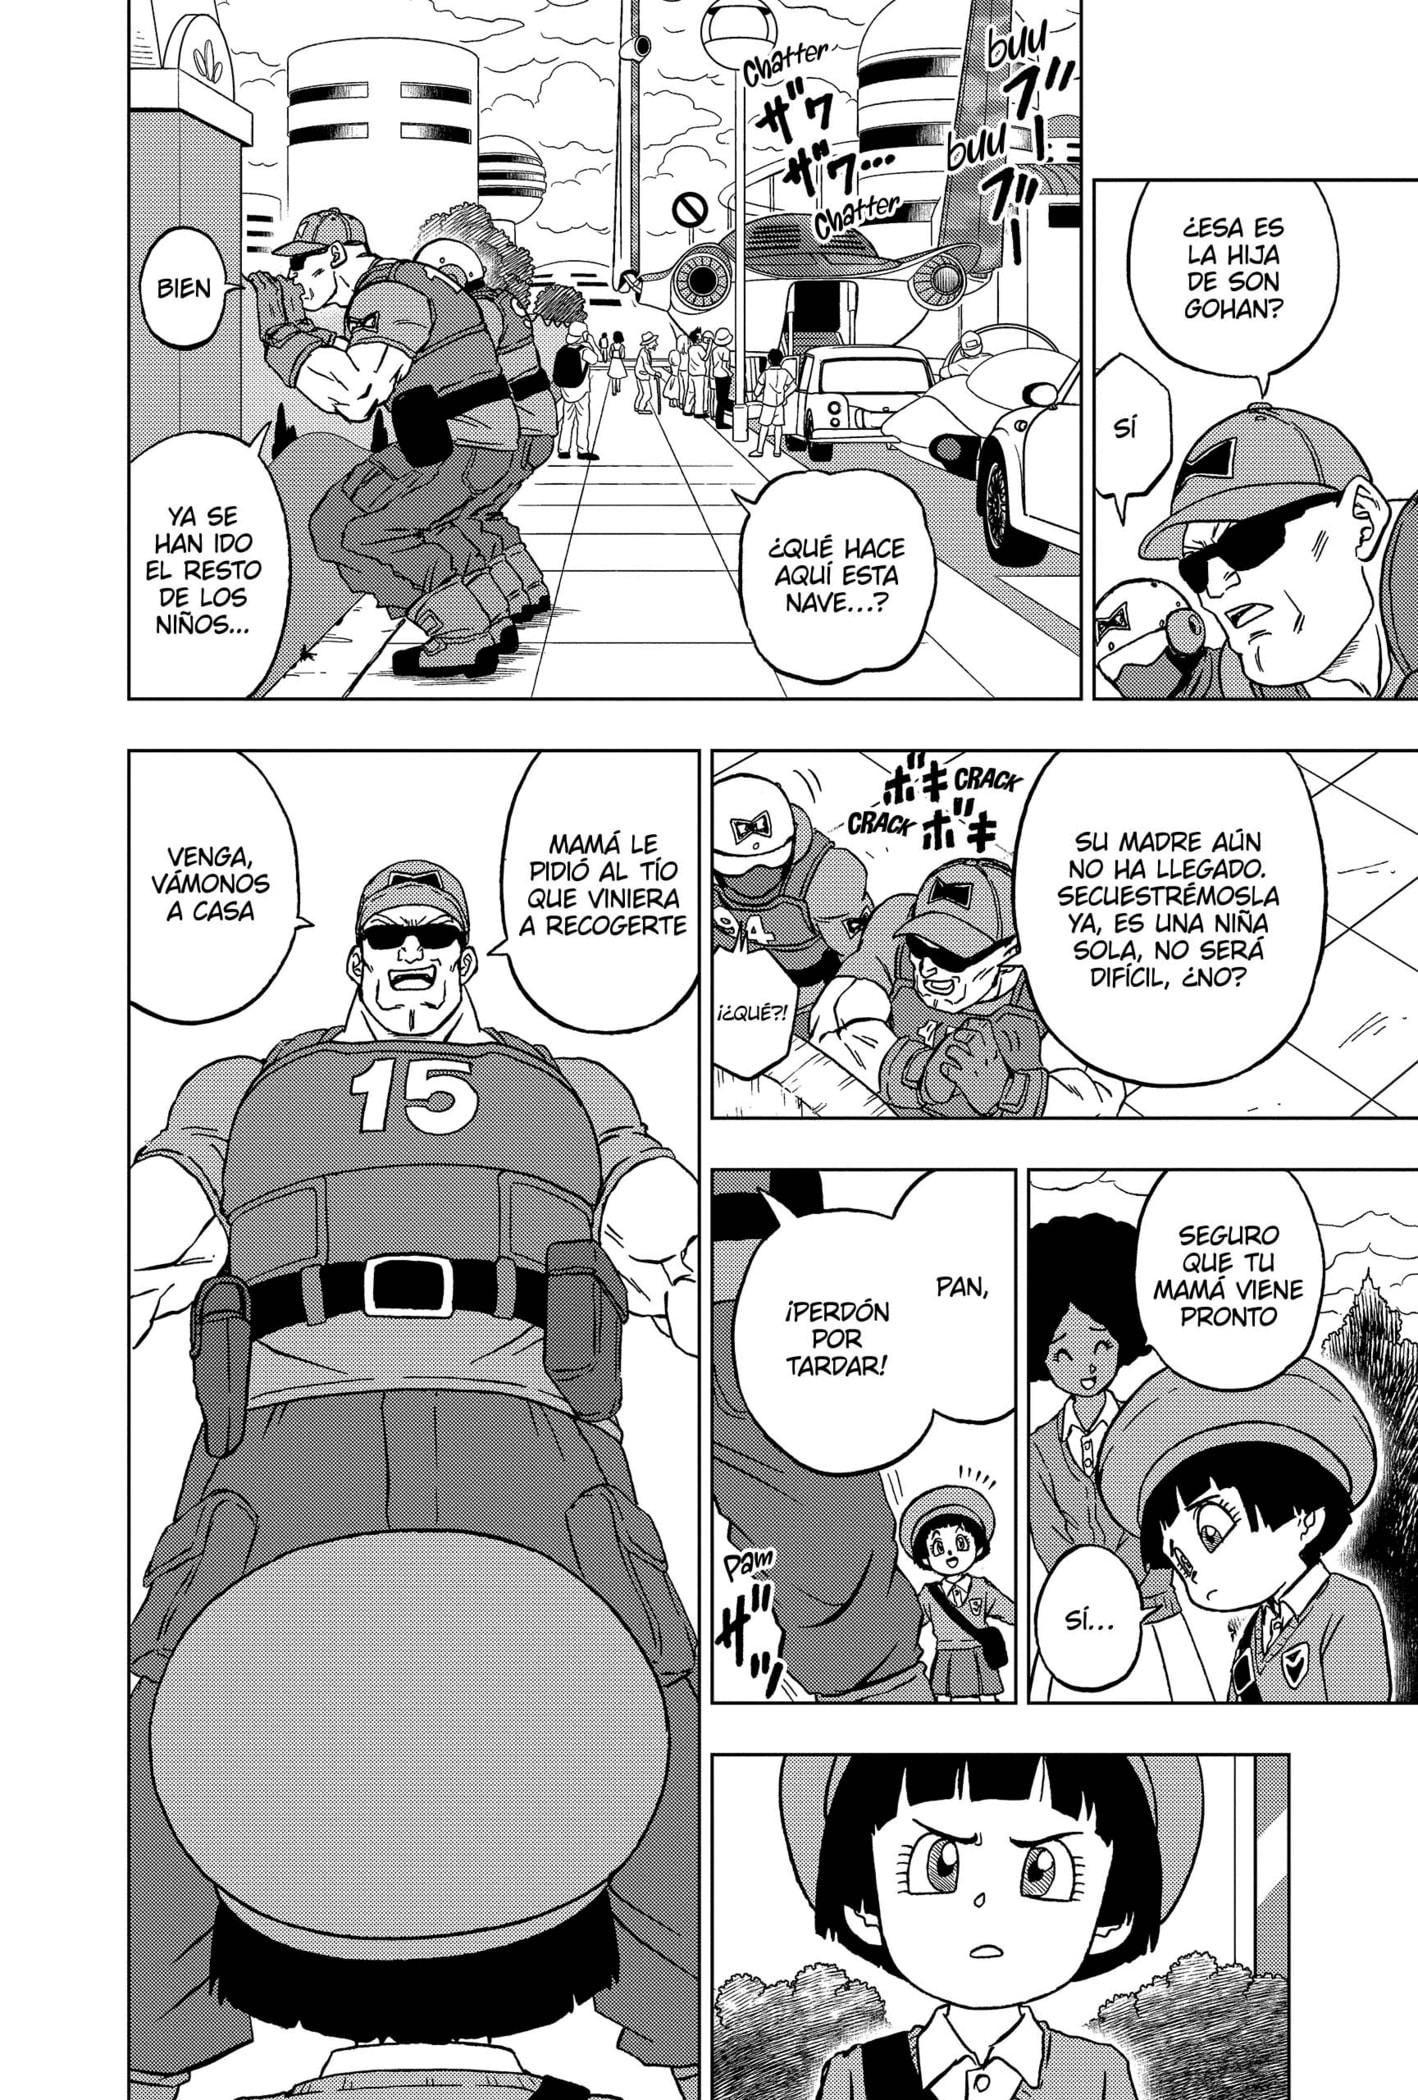 ¿ESA ES
LA HIJA
DE SON
GOHAN?
SÍ
buu
ブブー
buu
ブブー
Chatter
ザワ
ザワ…
Chatter
¿QUÉ HACE
AQUÍ ESTA
NAVE...?
BIEN
YA SE
HAN IDO
EL RESTO
DE LOS
NIÑOS...
SU MADRE AÚN
NO HA LLEGADO.
SECUESTRÉMOSLA
YA, ES UNA NIÑA
SOLA, NO SERÁ
DIFÍCIL, ¿NO?
ボキ
CRACK
CRACK
ボキ
94
¡¿QUÉ?!
SEGURO
QUE TU
MAMÁ VIENE
PRONTO
SÍ...
PAN,
¡PERDÓN
POR
TARDAR!
PAM
ザッ
MAMÁ LE
PIDIÓ AL TÍO
QUE VINIERA
A RECOGERTE
VENGA,
VÁMONOS
A CASA
15